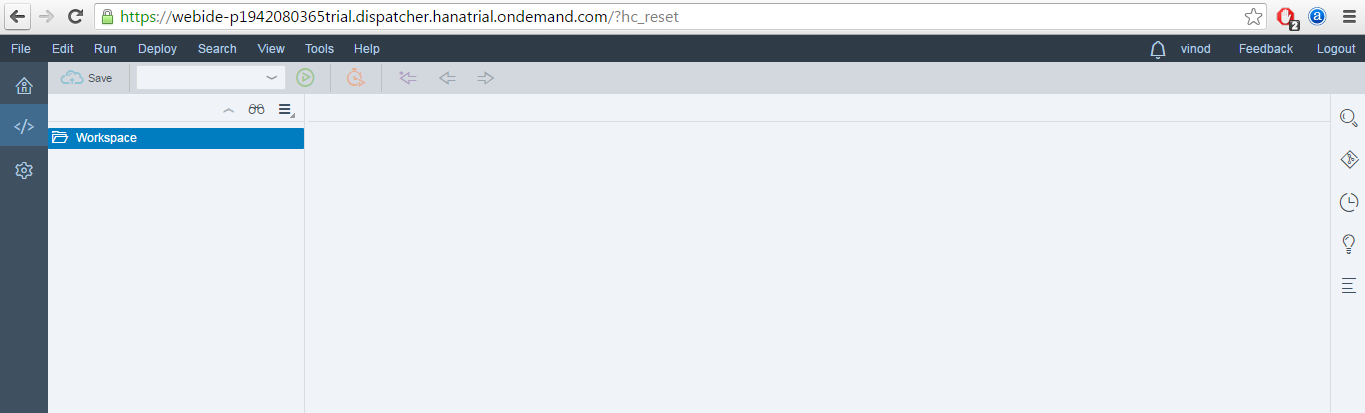 https://webide-p1942080365trial.dispatcher.hanatrial.ondemand.com/?hc_reset
2
a
File Edit Run Deploy Search View Tools Help vinod Feedback Logout
Save
Workspace